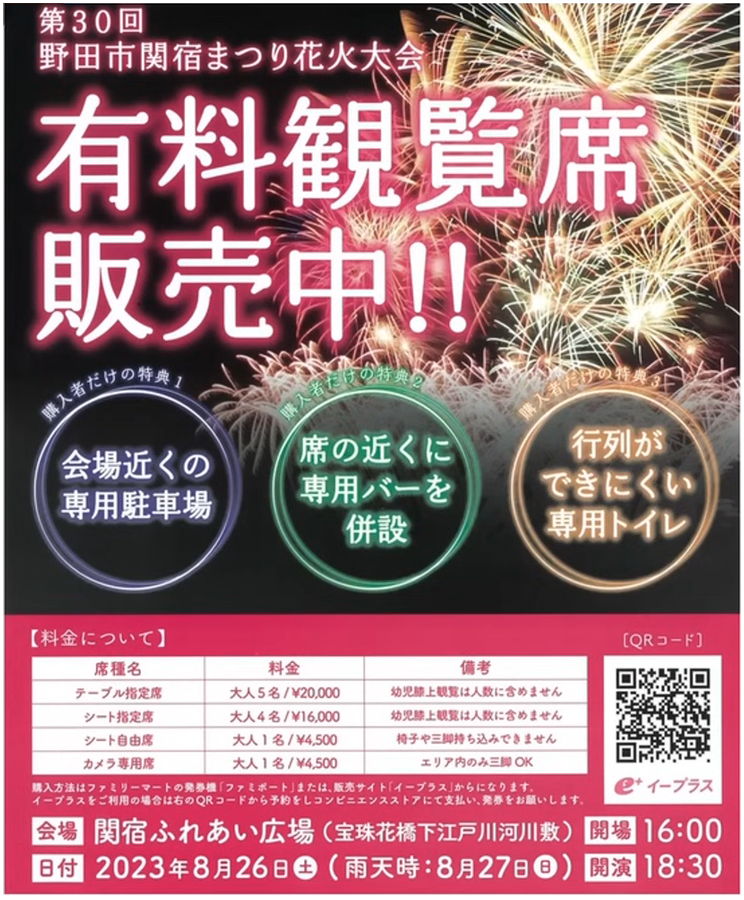 第30回
野田市関宿まつり花火大会
有料観覧席
販売中!!
購入者だけの特典1
会場近くの
専用駐車場
購入者だけの特典2
席の近くに
専用バーを
併設
購入者だけの特典3
行列が
できにくい
専用トイレ
【料金について】
[QRコード]
席種名 料金 備考
テーブル指定席 大人5名/¥20,000 幼児膝上観覧は人数に含めません
シート指定席 大人4名/¥16,000 幼児膝上観覧は人数に含めません
シート自由席 大人1名/¥4,500 椅子や三脚持ち込みできません
カメラ専用席 大人1名/¥4,500 エリア内のみ三脚OK
e+ イープラス
購入方法はファミリーマートの発券機「ファミポート」または、販売サイト「イープラス」からになります。
イープラスをご利用の場合は右のQRコードから予約をしコンビニエンスストアにて支払い、発券をお願いします。
会場 関宿ふれあい広場(宝珠花橋下江戸川河川敷) 開場 16:00
日付 2023年8月26日土(雨天時:8月27日日) 開演 18:30